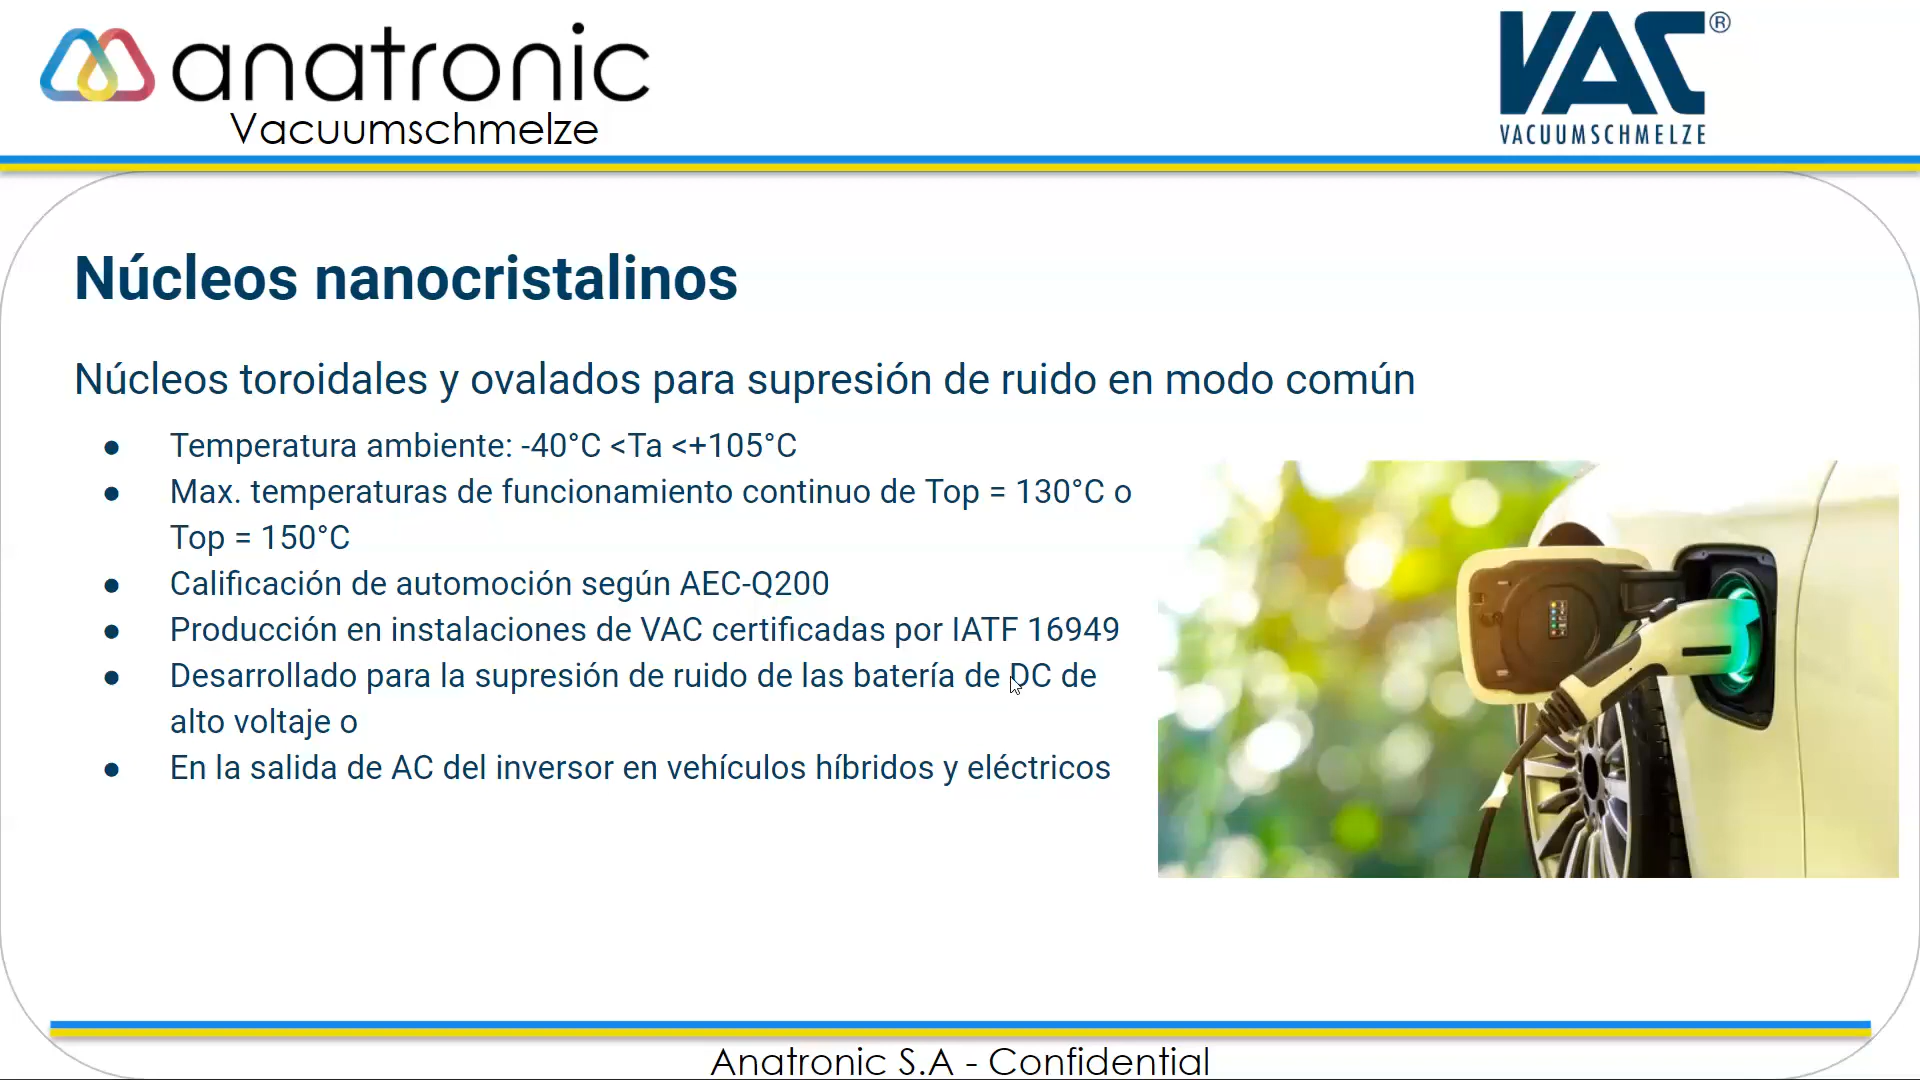 anatronic
Vacuumschmelze
VAC®
VACUUMSCHMELZE
Núcleos nanocristalinos
Núcleos toroidales y ovalados para supresión de ruido en modo común
● Temperatura ambiente: -40°C <Ta <+105°C
● Max. temperaturas de funcionamiento continuo de Top = 130°C o
Top = 150°C
● Calificación de automoción según AEC-Q200
● Producción en instalaciones de VAC certificadas por IATF 16949
● Desarrollado para la supresión de ruido de las batería de DC de
alto voltaje o
● En la salida de AC del inversor en vehículos híbridos y eléctricos
Anatronic S.A - Confidential